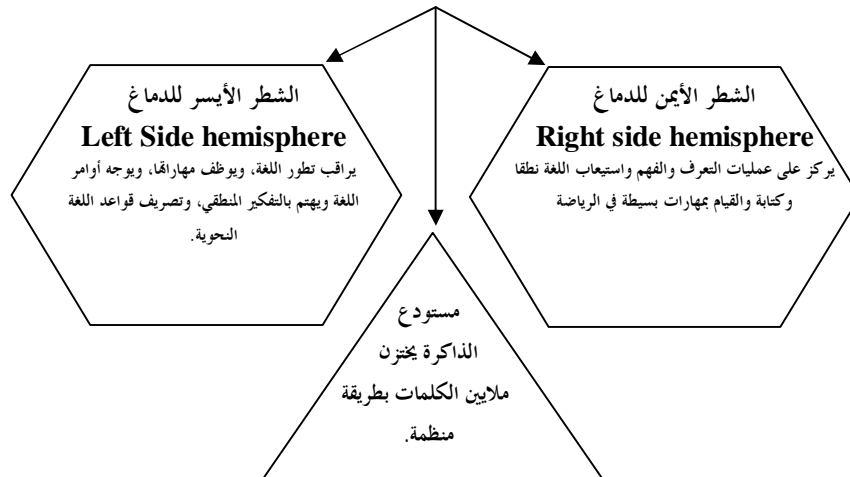 الشطر الأيمن للدماغ
Right side hemisphere
يركز على عمليات التعرف والفهم واستيعاب اللغة نطقا
وكتابة والقيام بمهارات بسيطة في الرياضة
الشطر الأيسر للدماغ
Left Side hemisphere
يراقب تطور اللغة، ويوظف مهاراتها، ويوجه أوامر
اللغة ويهتم بالتفكير المنطقي، وتصريف قواعد اللغة
النحوية.
مستودع
الذاكرة يختزن
ملايين الكلمات بطريقة
منظمة.